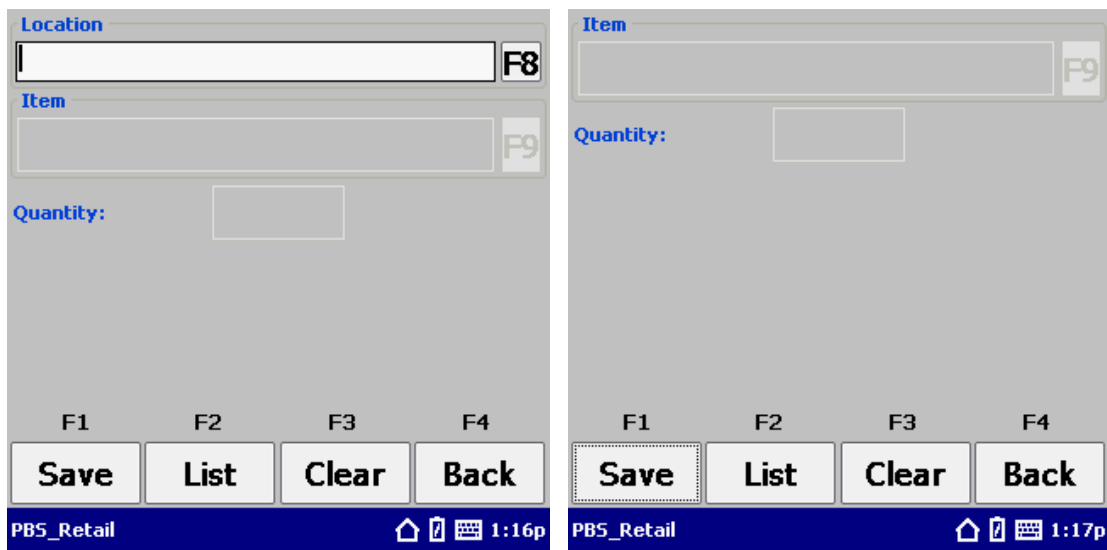 Location
F8
Item
F9
Quantity:
F1 F2 F3 F4
Save List Clear Back
PBS_Retail 1:16p
Item
F9
Quantity:
F1 F2 F3 F4
Save List Clear Back
PBS_Retail 1:17p